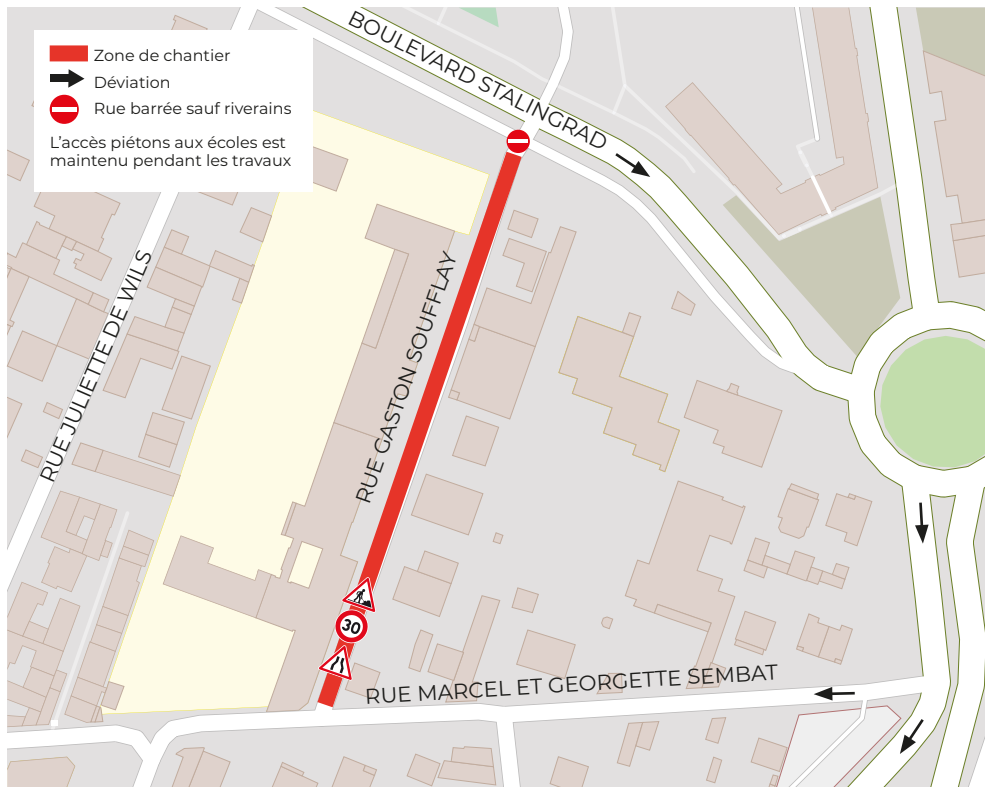 Zone de chantier
Déviation
Rue barrée sauf riverains
L’accès piétons aux écoles est
maintenu pendant les travaux
BOULEVARD STALINGRAD
RUE JULIETTE DE WILS
RUE GASTON SOUFFLAY
30
RUE MARCEL ET GEORGETTE SEMBAT